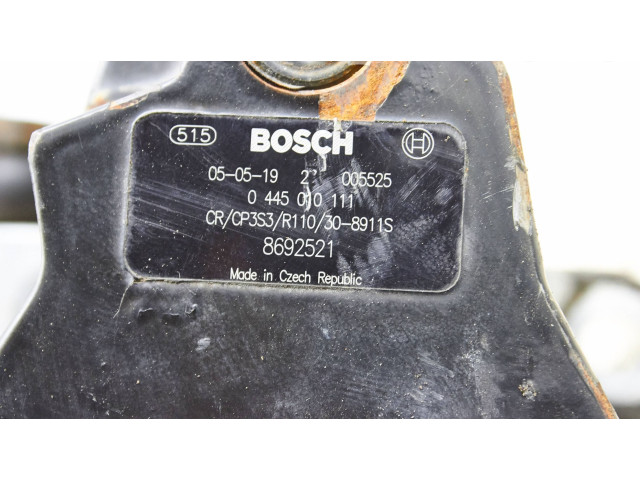 515 BOSCH
05-05-19 2 005525
0 445 010 111
CR/CP3S3/R110/30-8911S
8692521
Made in Czech Republic